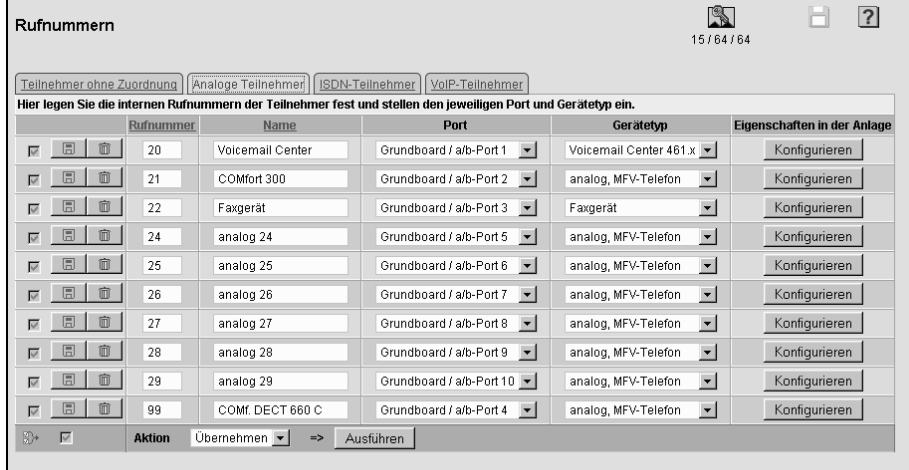 Rufnummern
15/64/64
?
Teilnehmer ohne Zuordnung Analoge Teilnehmer ISDN-Teilnehmer VoIP-Teilnehmer
Hier legen Sie die internen Rufnummern der Teilnehmer fest und stellen den jeweiligen Port und Gerätetyp ein.
Rufnummer Name Port Gerätetyp Eigenschaften in der Anlage
20 Voicemail Center Grundboard / a/b-Port 1 Voicemail Center 461.x Konfigurieren
21 COMfort 300 Grundboard / a/b-Port 2 analog, MFV-Telefon Konfigurieren
22 Faxgerät Grundboard / a/b-Port 3 Faxgerät Konfigurieren
24 analog 24 Grundboard / a/b-Port 5 analog, MFV-Telefon Konfigurieren
25 analog 25 Grundboard / a/b-Port 6 analog, MFV-Telefon Konfigurieren
26 analog 26 Grundboard / a/b-Port 7 analog, MFV-Telefon Konfigurieren
27 analog 27 Grundboard / a/b-Port 8 analog, MFV-Telefon Konfigurieren
28 analog 28 Grundboard / a/b-Port 9 analog, MFV-Telefon Konfigurieren
29 analog 29 Grundboard / a/b-Port 10 analog, MFV-Telefon Konfigurieren
99 COMf. DECT 660 C Grundboard / a/b-Port 4 analog, MFV-Telefon Konfigurieren
Aktion Übernehmen => Ausführen